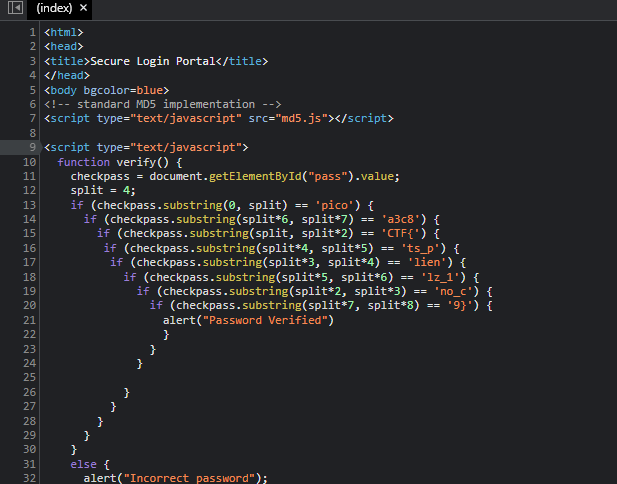 (index) ×
1 <html>
2 <head>
3 <title>Secure Login Portal</title>
4 </head>
5 <body bgcolor=blue>
6 <!-- standard MD5 implementation -->
7 <script type="text/javascript" src="md5.js"></script>
8
9 <script type="text/javascript">
10 function verify() {
11 checkpass = document.getElementById("pass").value;
12 split = 4;
13 if (checkpass.substring(0, split) == 'pico') {
14 if (checkpass.substring(split*6, split*7) == 'a3c8') {
15 if (checkpass.substring(split, split*2) == 'CTF{') {
16 if (checkpass.substring(split*4, split*5) == 'ts_p') {
17 if (checkpass.substring(split*3, split*4) == 'lien') {
18 if (checkpass.substring(split*5, split*6) == 'lz_1') {
19 if (checkpass.substring(split*2, split*3) == 'no_c') {
20 if (checkpass.substring(split*7, split*8) == '9}') {
21 alert("Password Verified")
22 }
23 }
24 }
25
26 }
27 }
28 }
29 }
30 }
31 else {
32 alert("Incorrect password");